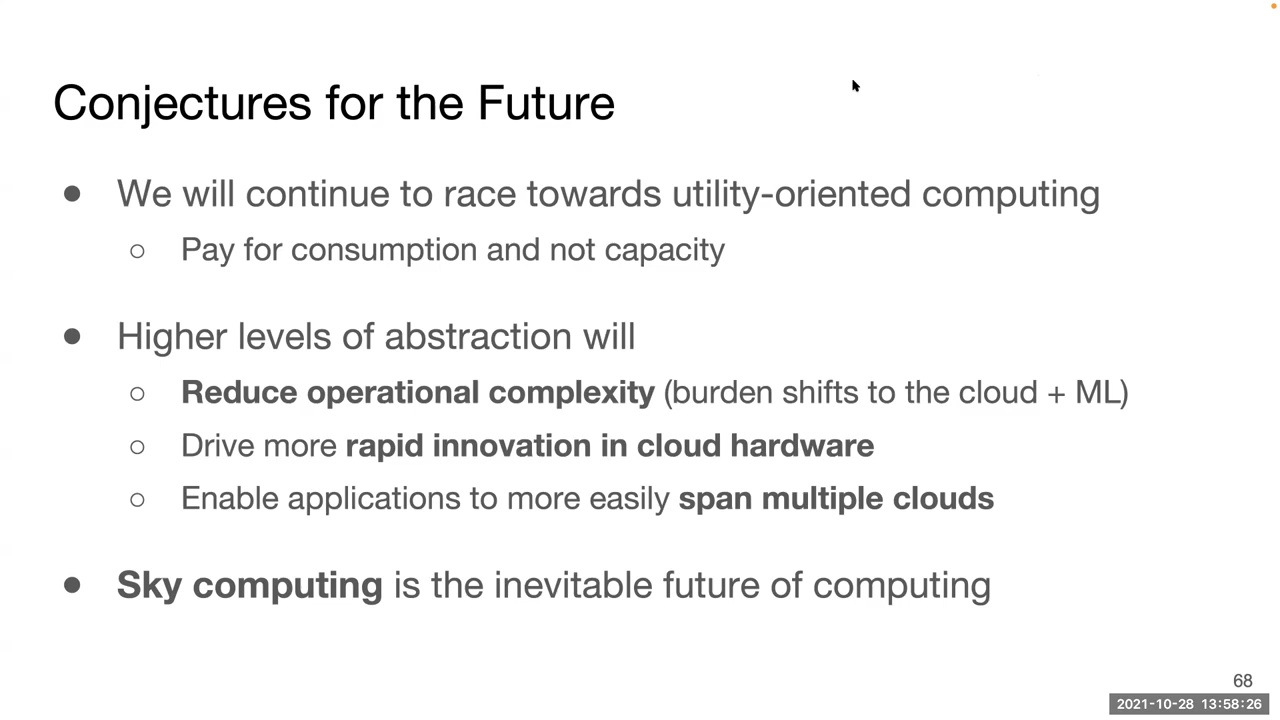 Conjectures for the Future
● We will continue to race towards utility-oriented computing
○ Pay for consumption and not capacity
● Higher levels of abstraction will
○ Reduce operational complexity (burden shifts to the cloud + ML)
○ Drive more rapid innovation in cloud hardware
○ Enable applications to more easily span multiple clouds
● Sky computing is the inevitable future of computing
68
2021-10-28 13:58:26